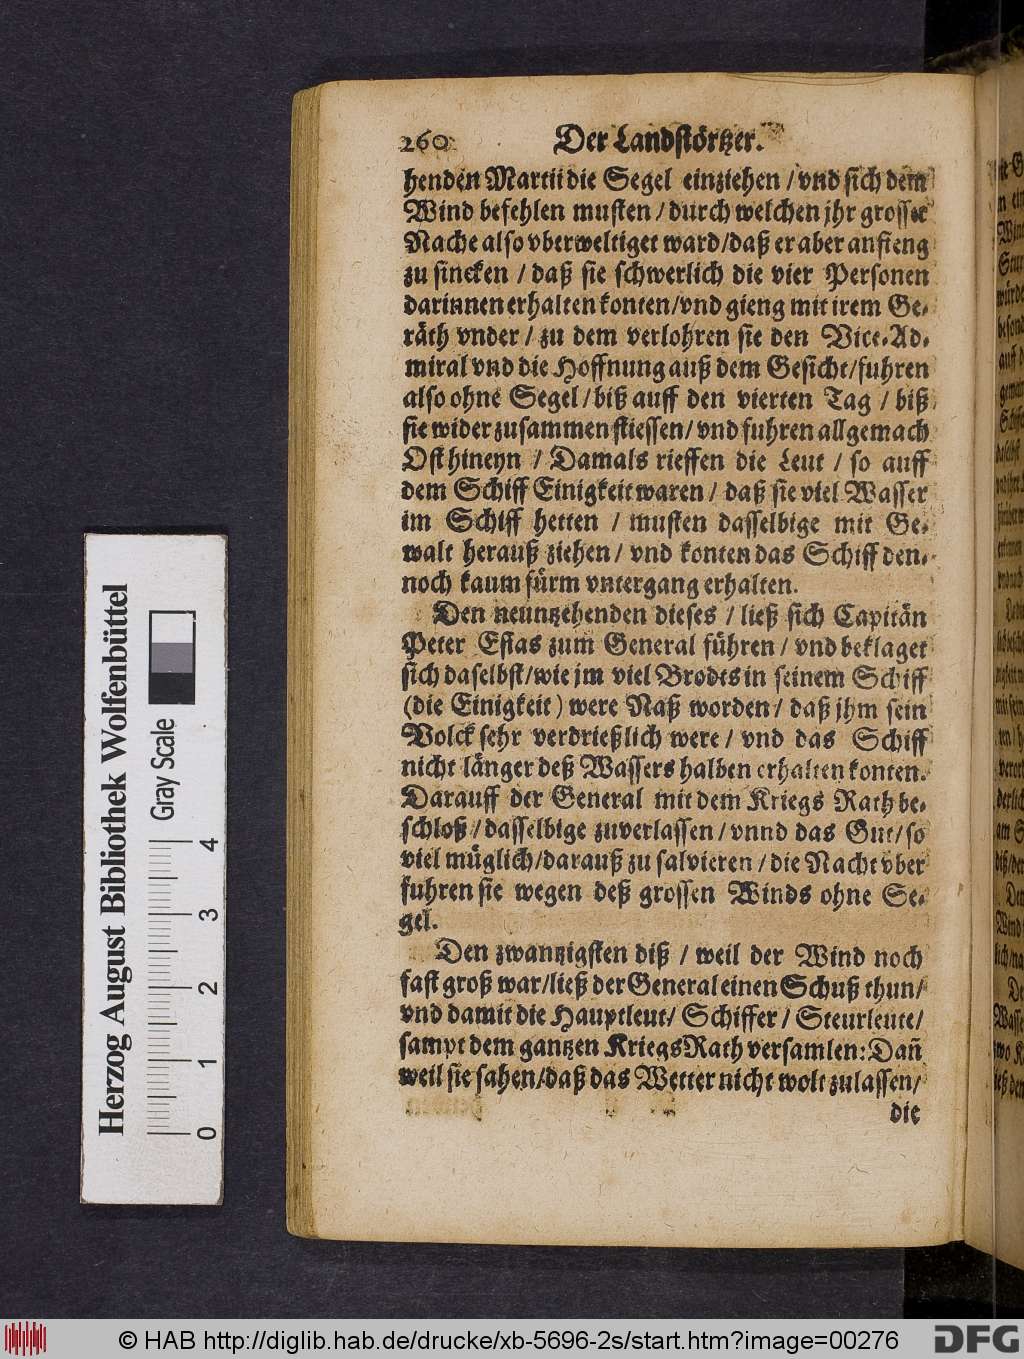 260 Der Landstörtzer.
henden Martii die Segel einziehen / vnd sich dem
Wind befehlen musten / durch welchen jhr grosser
Nache also vberweltiget ward/daß er aber anfieng
zu sincken / daß sie schwerlich die vier Personen
darinnen erhalten konten/vnd gieng mit irem Ge-
räth vnder / zu dem verlohren sie den Vice-Ad-
miral vnd die Hoffnung auß dem Gesicht/fuhren
also ohne Segel / biß auff den vierten Tag / biß
sie wider zusammen stiessen/ vnd fuhren allgemach
Ost hineyn / Damals rieffen die Leut / so auff
dem Schiff Einigkeit waren / daß sie viel Wasser
im Schiff hetten / musten dasselbige mit Ge-
walt herauß ziehen / vnd konten das Schiff den-
noch kaum fürm vntergang erhalten.
Den neuntzehenden dieses / ließ sich Capitän
Peter Esias zum General führen / vnd beklaget
sich daselbst/wie jm viel Brodts in seinem Schiff
(die Einigkeit) were Naß worden / daß jhm sein
Volck sehr verdrießlich were / vnd das Schiff
nicht länger deß Wassers halben erhalten konten.
Darauff der General mit dem Kriegs Rath be-
schloß / dasselbige zuverlassen / vnnd das Gut/ so
viel müglich/darauß zu salvieren / die Nacht vber
fuhren sie wegen deß grossen Winds ohne Se-
gel.
Den zwantzigsten diß / weil der Wind noch
fast groß war/ließ der General einen Schuß thun/
vnd damit die Hauptleut/ Schiffer / Steurleute/
sampt dem gantzen KriegsRath versamlen: Dañ
weil sie sahen/daß das Wetter nicht wolt zulassen/
die
Herzog August Bibliothek Wolfenbüttel
Gray Scale
0 1 2 3 4
© HAB http://diglib.hab.de/drucke/xb-5696-2s/start.htm?image=00276
DFG